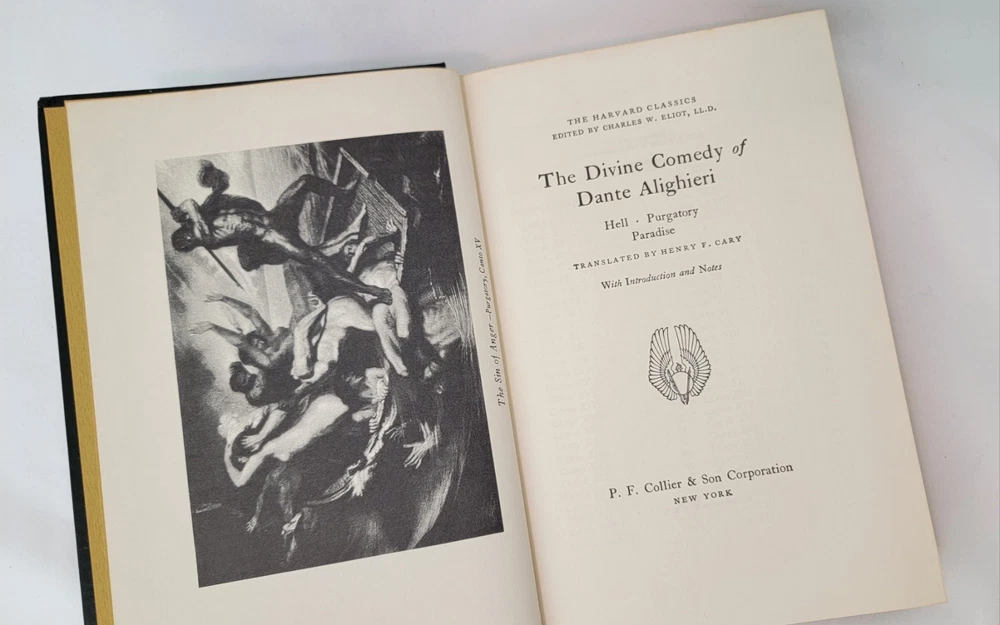 The Sin of Anger—Purgatory, Canto XV
THE HARVARD CLASSICS
EDITED BY CHARLES W. ELIOT, LL.D.
The Divine Comedy of
Dante Alighieri
Hell · Purgatory
Paradise
TRANSLATED BY HENRY F. CARY
With Introduction and Notes
P. F. Collier & Son Corporation
NEW YORK